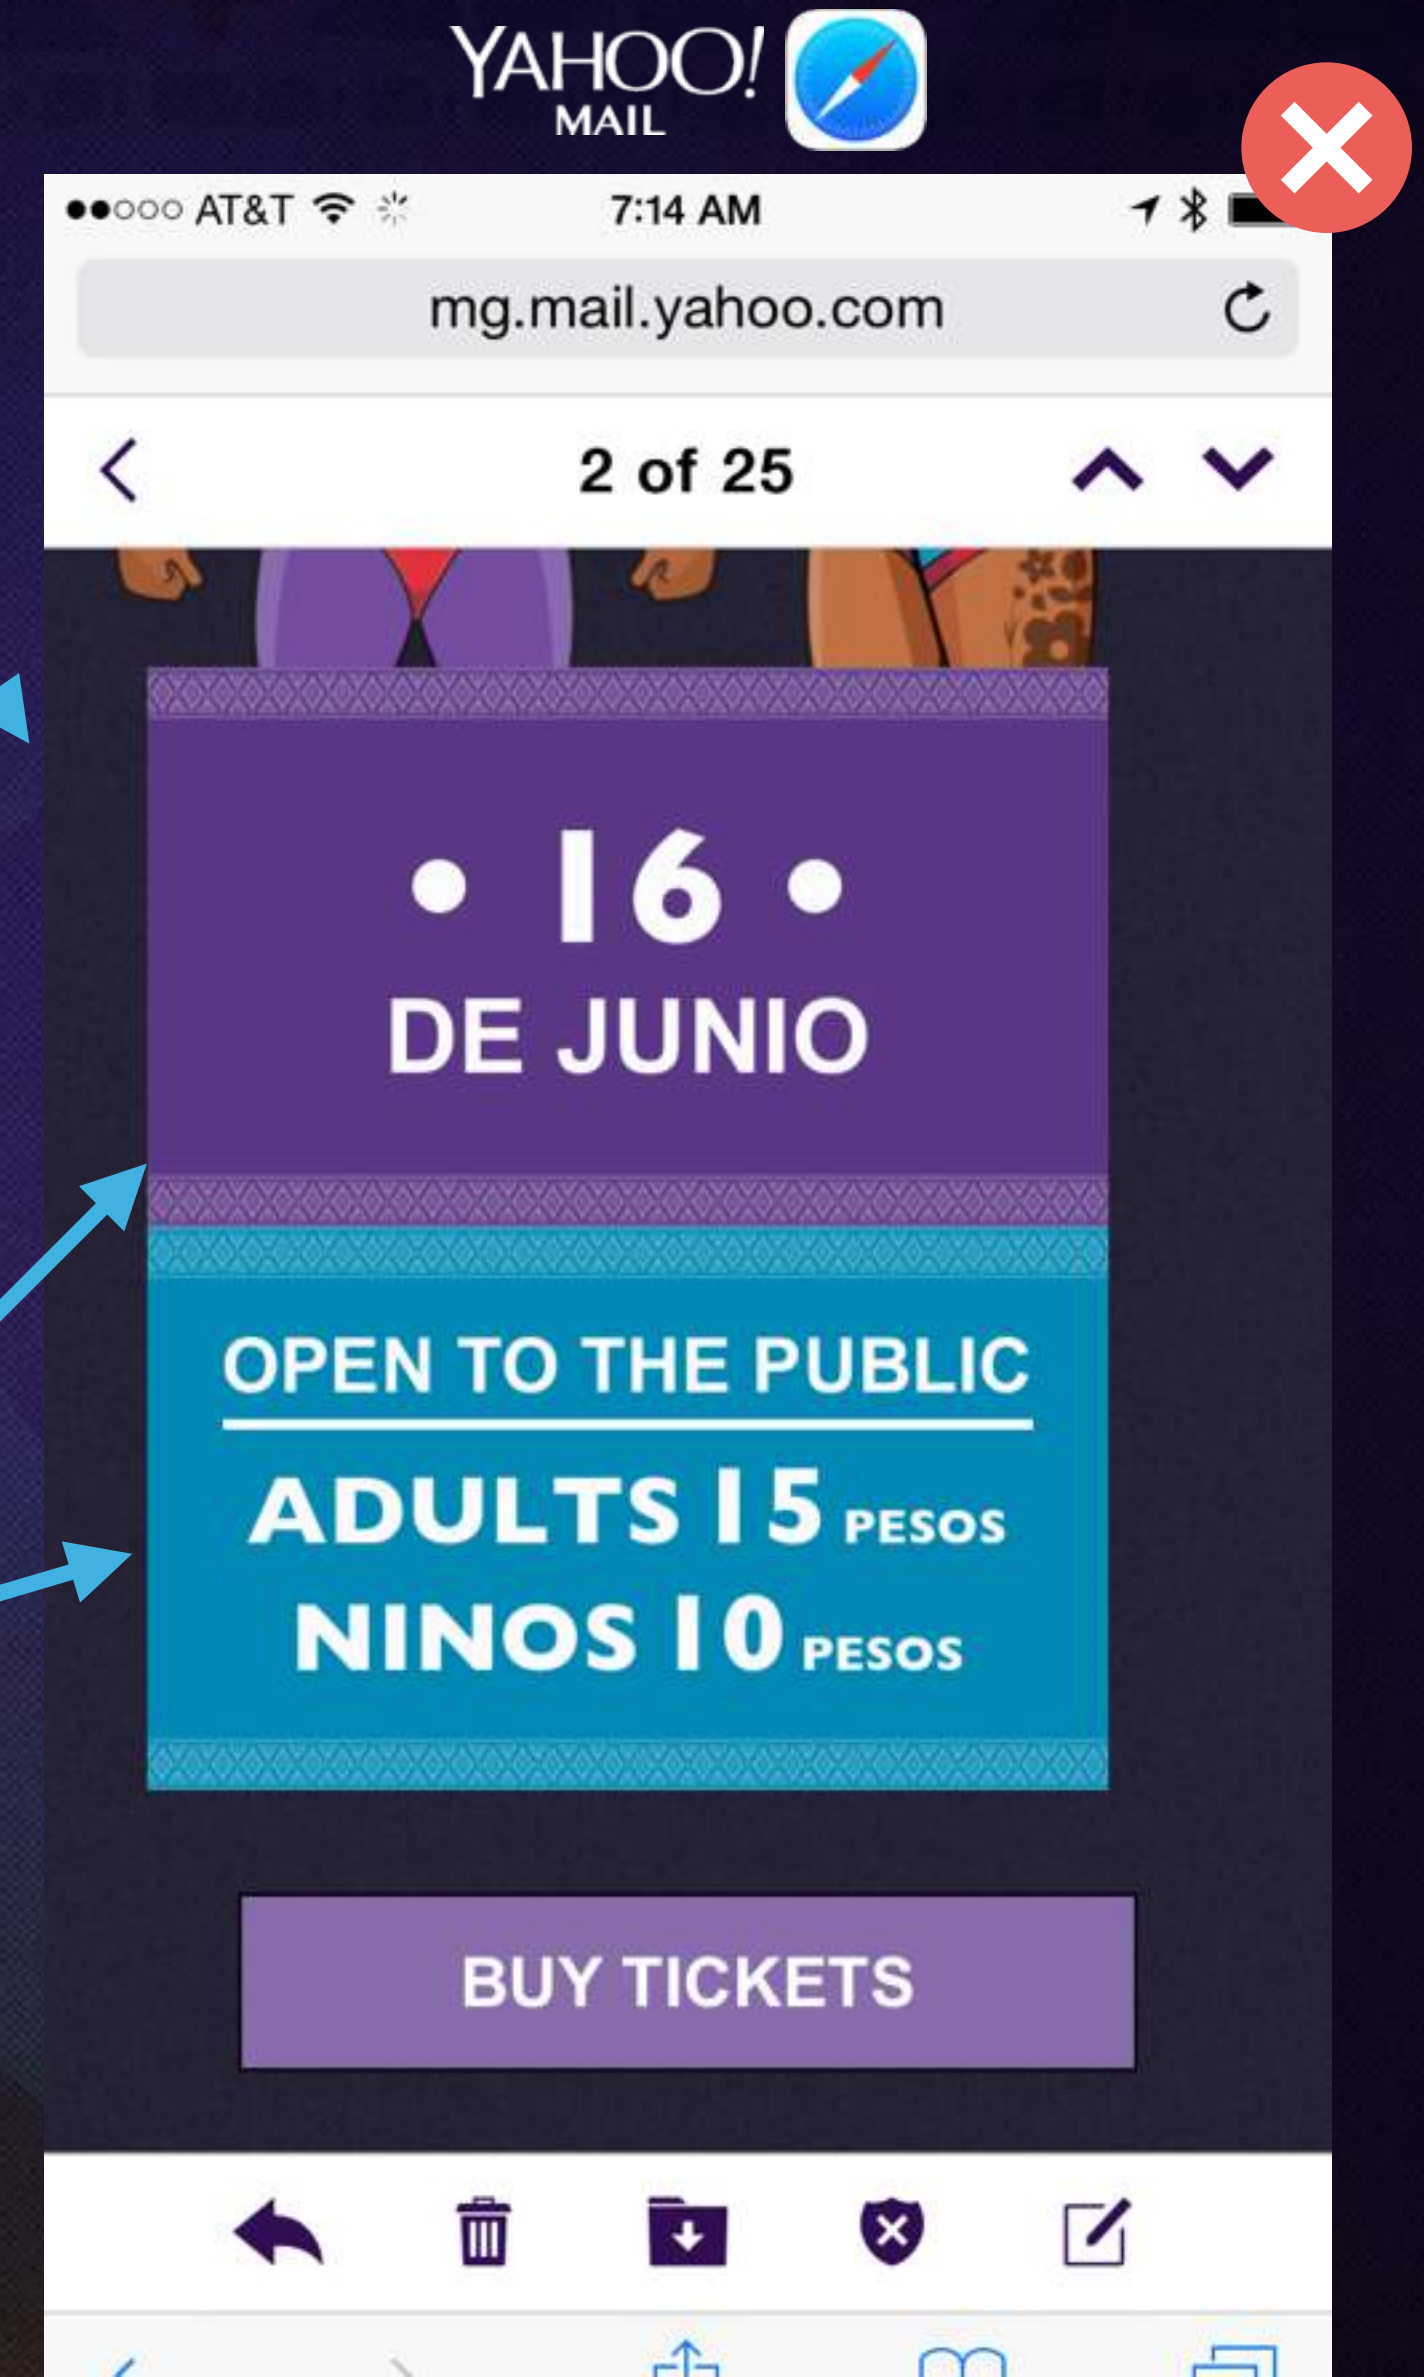 YAHOO!
MAIL
AT&T 7:14 AM
mg.mail.yahoo.com
2 of 25
• 16 •
DE JUNIO
OPEN TO THE PUBLIC
ADULTS 15 PESOS
NINOS 10 PESOS
BUY TICKETS